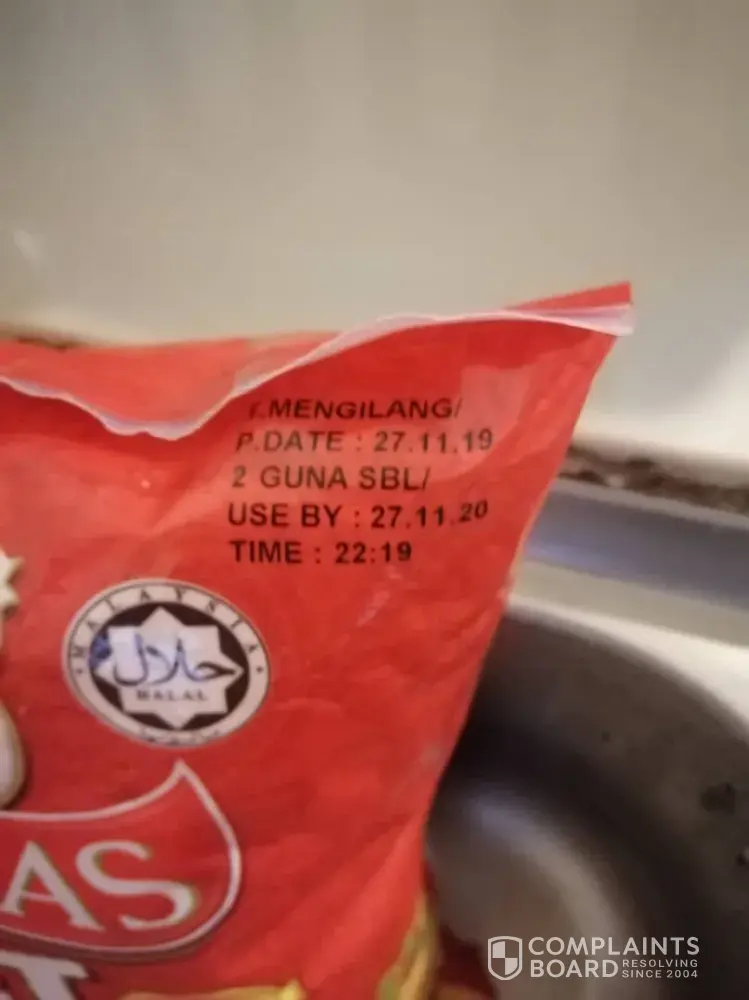 T.MENGILANG/
P.DATE : 27.11.19
2 GUNA SBL/
USE BY : 27.11.20
TIME : 22:19
MALAYSIA
حلال
HALAL
AS
COMPLAINTS
BOARD RESOLVING
SINCE 2004